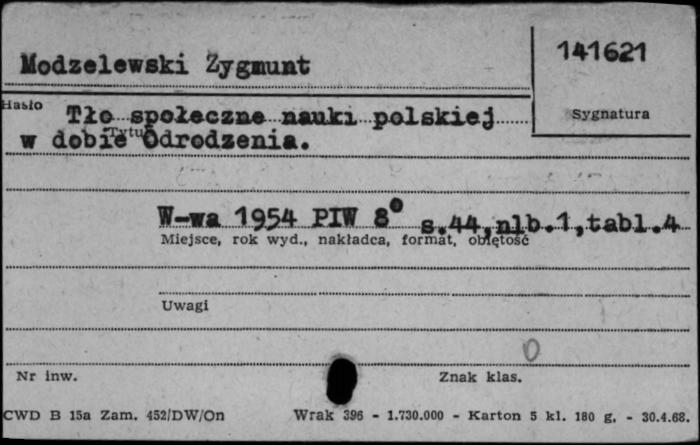 Modzelewski Zygmunt
141621
Hasło
Sygnatura
Tło społeczne nauki polskiej
Tytuł
w dobie Odrodzenia.
W-wa 1954 PIW 8° s.44,nlb.1,tabl.4
Miejsce, rok wyd., nakładca, format, objętość
Uwagi
0
Nr inw.
Znak klas.
CWD B 15a Zam. 452/DW/On Wrak 396 - 1.730.000 - Karton 5 kl. 180 g. - 30.4.68.